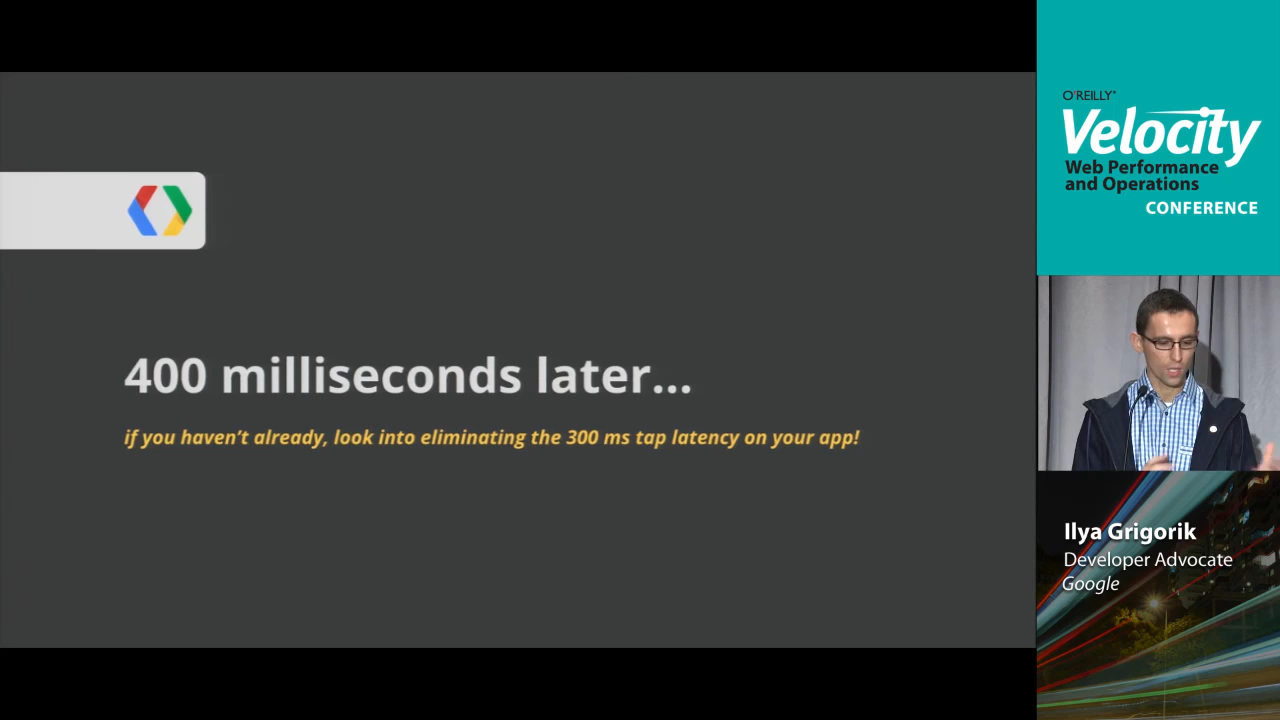 400 milliseconds later...
if you haven't already, look into eliminating the 300 ms tap latency on your app!
O'REILLY®
Velocity
Web Performance
and Operations
CONFERENCE
Ilya Grigorik
Developer Advocate
Google